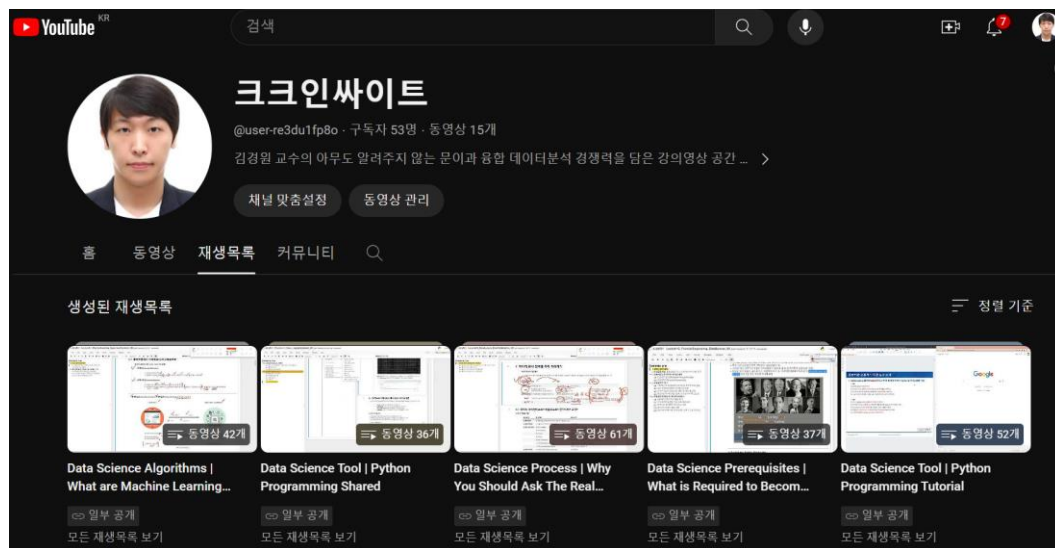 YouTube KR
검색
7
크크인싸이트
@user-re3du1fp8o · 구독자 53명 · 동영상 15개
김경원 교수의 아무도 알려주지 않는 문이과 융합 데이터분석 경쟁력을 담은 강의영상 공간 ...
채널 맞춤설정 동영상 관리
홈 동영상 재생목록 커뮤니티
생성된 재생목록 정렬 기준
Google
동영상 42개 동영상 36개 동영상 61개 동영상 37개 동영상 52개
Data Science Algorithms |
What are Machine Learning...
일부 공개
모든 재생목록 보기
Data Science Tool | Python
Programming Shared
일부 공개
모든 재생목록 보기
Data Science Process | Why
You Should Ask The Real...
일부 공개
모든 재생목록 보기
Data Science Prerequisites |
What is Required to Becom...
일부 공개
모든 재생목록 보기
Data Science Tool | Python
Programming Tutorial
일부 공개
모든 재생목록 보기